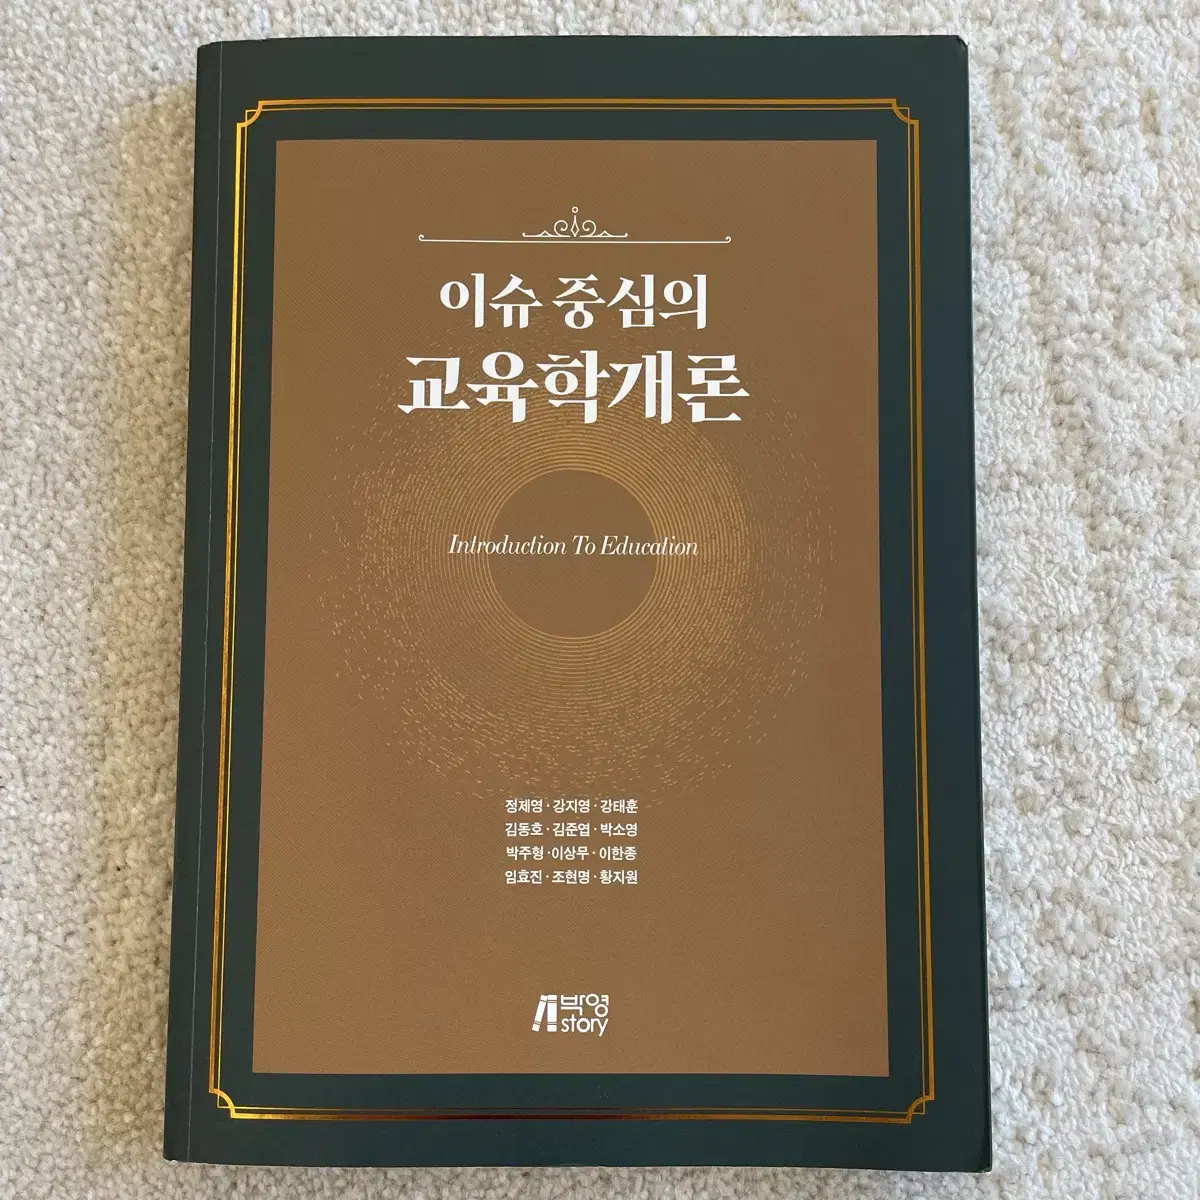 이슈 중심의
교육학개론
Introduction To Education
정제영·강지영·강태훈
김동호·김준엽·박소영
박주형·이상무·이한종
임효진·조현명·황지원
박영
story